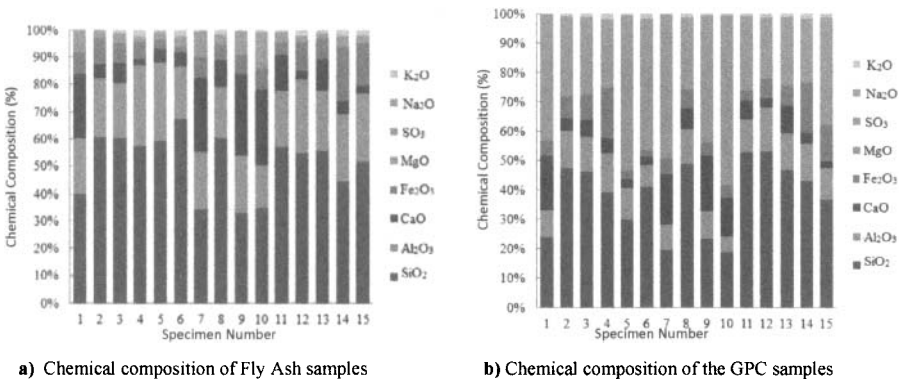 100%
90%
80%
70%
60%
50%
40%
30%
20%
10%
0%
Chemical Composition (%)
1 2 3 4 5 6 7 8 9 10 11 12 13 14 15
Specimen Number
K₂O
Na₂O
SO₃
MgO
Fe₂O₃
CaO
Al₂O₃
SiO₂
a) Chemical composition of Fly Ash samples
100%
90%
80%
70%
60%
50%
40%
30%
20%
10%
0%
Chemical Composition (%)
1 2 3 4 5 6 7 8 9 10 11 12 13 14 15
Specimen Number
K₂O
Na₂O
SO₃
MgO
Fe₂O₃
CaO
Al₂O₃
SiO₂
b) Chemical composition of the GPC samples